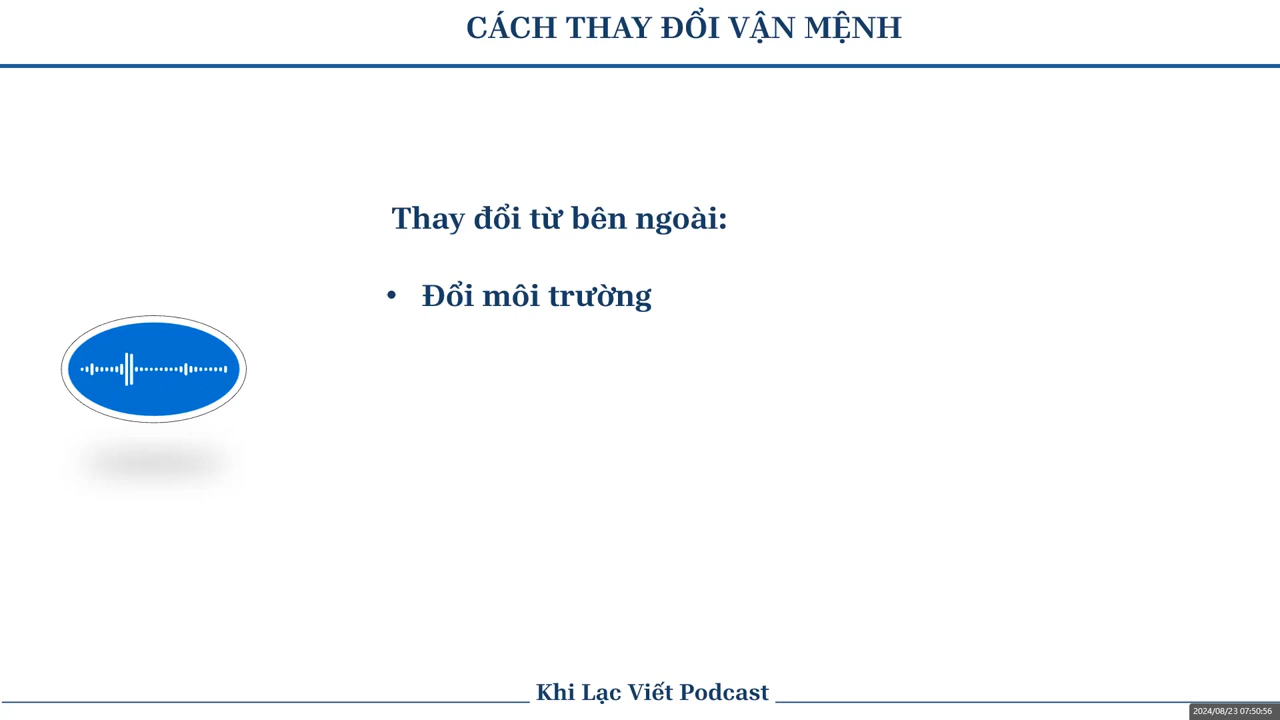 CÁCH THAY ĐỔI VẬN MỆNH
Thay đổi từ bên ngoài:
• Đổi môi trường
Khi Lạc Viết Podcast
2024/08/23 07:50:56